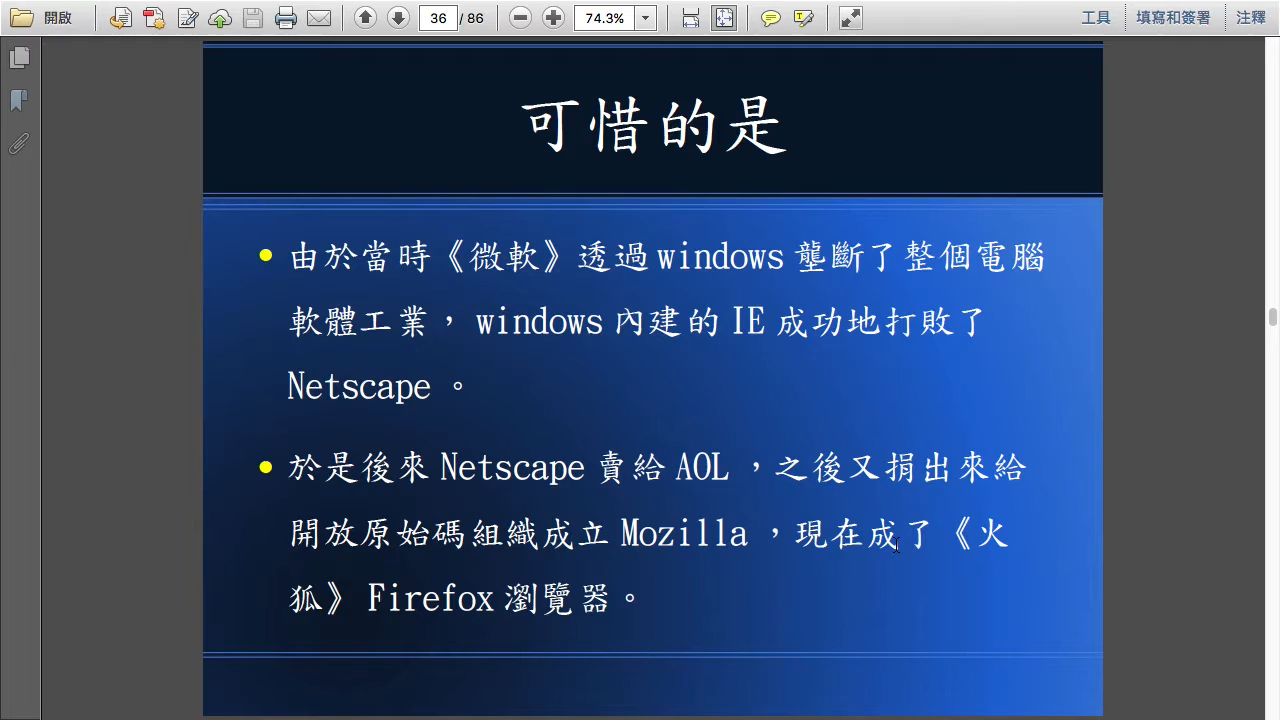 開啟
36 / 86
74.3%
工具
填寫和簽署
注釋
可惜的是
由於當時《微軟》透過 windows 壟斷了整個電腦
軟體工業， windows 內建的 IE 成功地打敗了
Netscape 。
於是後來 Netscape 賣給 AOL ，之後又捐出來給
開放原始碼組織成立 Mozilla ，現在成了《火
狐》 Firefox 瀏覽器。